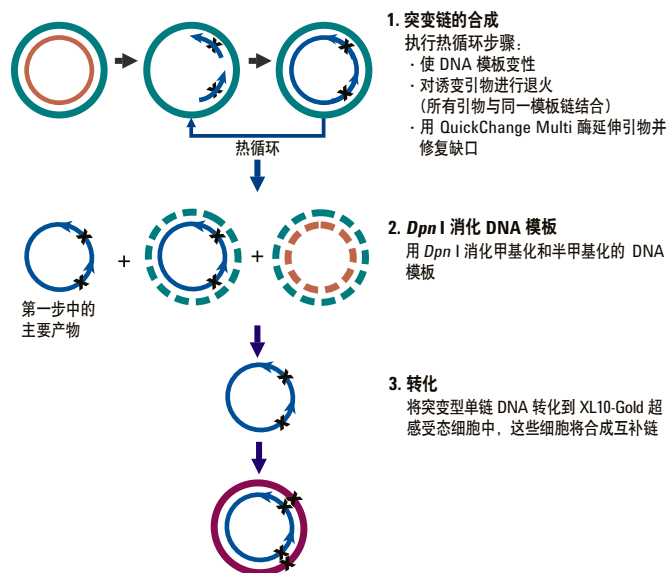 1. 突变链的合成
执行热循环步骤：
· 使 DNA 模板变性
· 对诱变引物进行退火
（所有引物与同一模板链结合）
· 用 QuickChange Multi 酶延伸引物并
修复缺口
热循环
2. Dpn I 消化 DNA 模板
用 Dpn I 消化甲基化和半甲基化的 DNA
模板
+
+
第一步中的
主要产物
3. 转化
将突变型单链 DNA 转化到 XL10-Gold 超
感受态细胞中，这些细胞将合成互补链